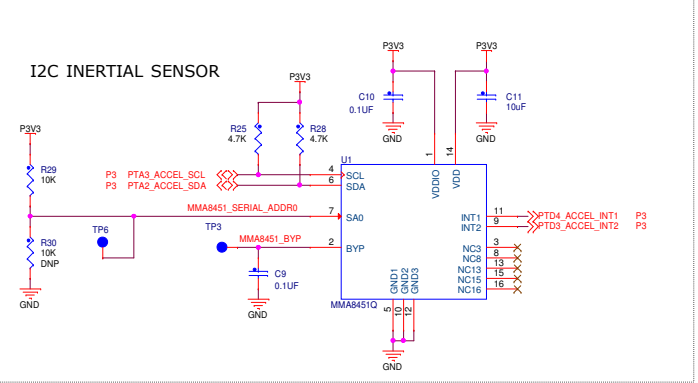 I2C INERTIAL SENSOR
P3V3
P3V3
C10
0.1UF
C11
10uF
GND
GND
P3V3
R25
4.7K
R28
4.7K
P3V3
R29
10K
P3 PTA3_ACCEL_SCL
P3 PTA2_ACCEL_SDA
MMA8451_SERIAL_ADDR0
R30
10K
DNP
GND
TP6
TP3
MMA8451_BYP
C9
0.1UF
GND
U1
1
14
VDDIO
VDD
4 SCL
6 SDA
7 SA0
2 BYP
INT1 11 PTD4_ACCEL_INT1 P3
INT2 9 PTD3_ACCEL_INT2 P3
NC3 3
NC8 8
NC13 13
NC15 15
NC16 16
GND1
GND2
GND3
MMA8451Q
5
10
12
GND